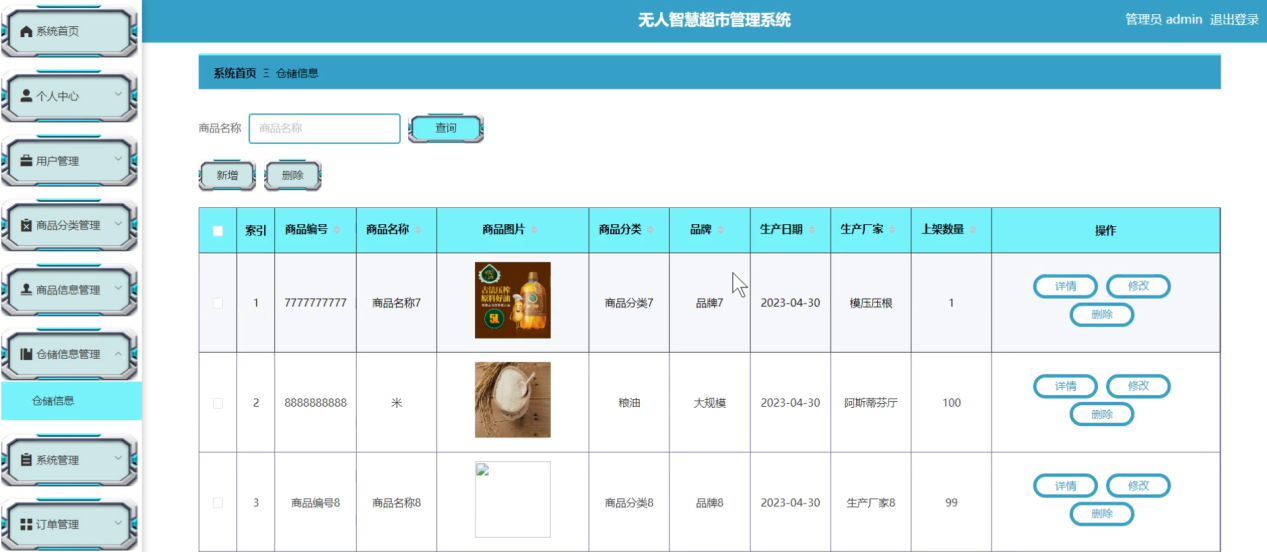 无人智慧超市管理系统
管理员 admin 退出登录
系统首页
个人中心
用户管理
商品分类管理
商品信息管理
仓储信息管理
仓储信息
系统管理
订单管理
系统首页 Ξ 仓储信息
商品名称 商品名称 查询
新增 删除
索引 商品编号 商品名称 商品图片 商品分类 品牌 生产日期 生产厂家 上架数量 操作
古法压榨
原料好油
5L
1 7777777777 商品名称7 商品分类7 品牌7 2023-04-30 模压压根 1 详情 修改
删除
2 8888888888 米 粮油 大规模 2023-04-30 阿斯蒂芬厅 100 详情 修改
删除
3 商品编号8 商品名称8 商品分类8 品牌8 2023-04-30 生产厂家8 99 详情 修改
删除